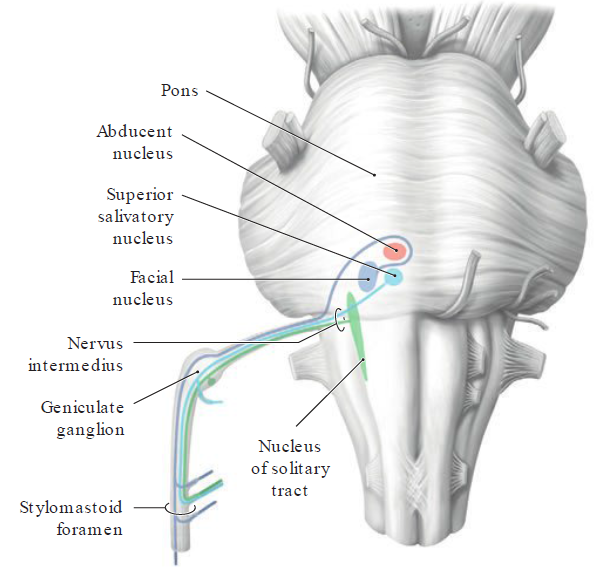 Pons
Abducent
nucleus
Superior
salivatory
nucleus
Facial
nucleus
Nervus
intermedius
Geniculate
ganglion
Nucleus
of solitary
tract
Stylomastoid
foramen